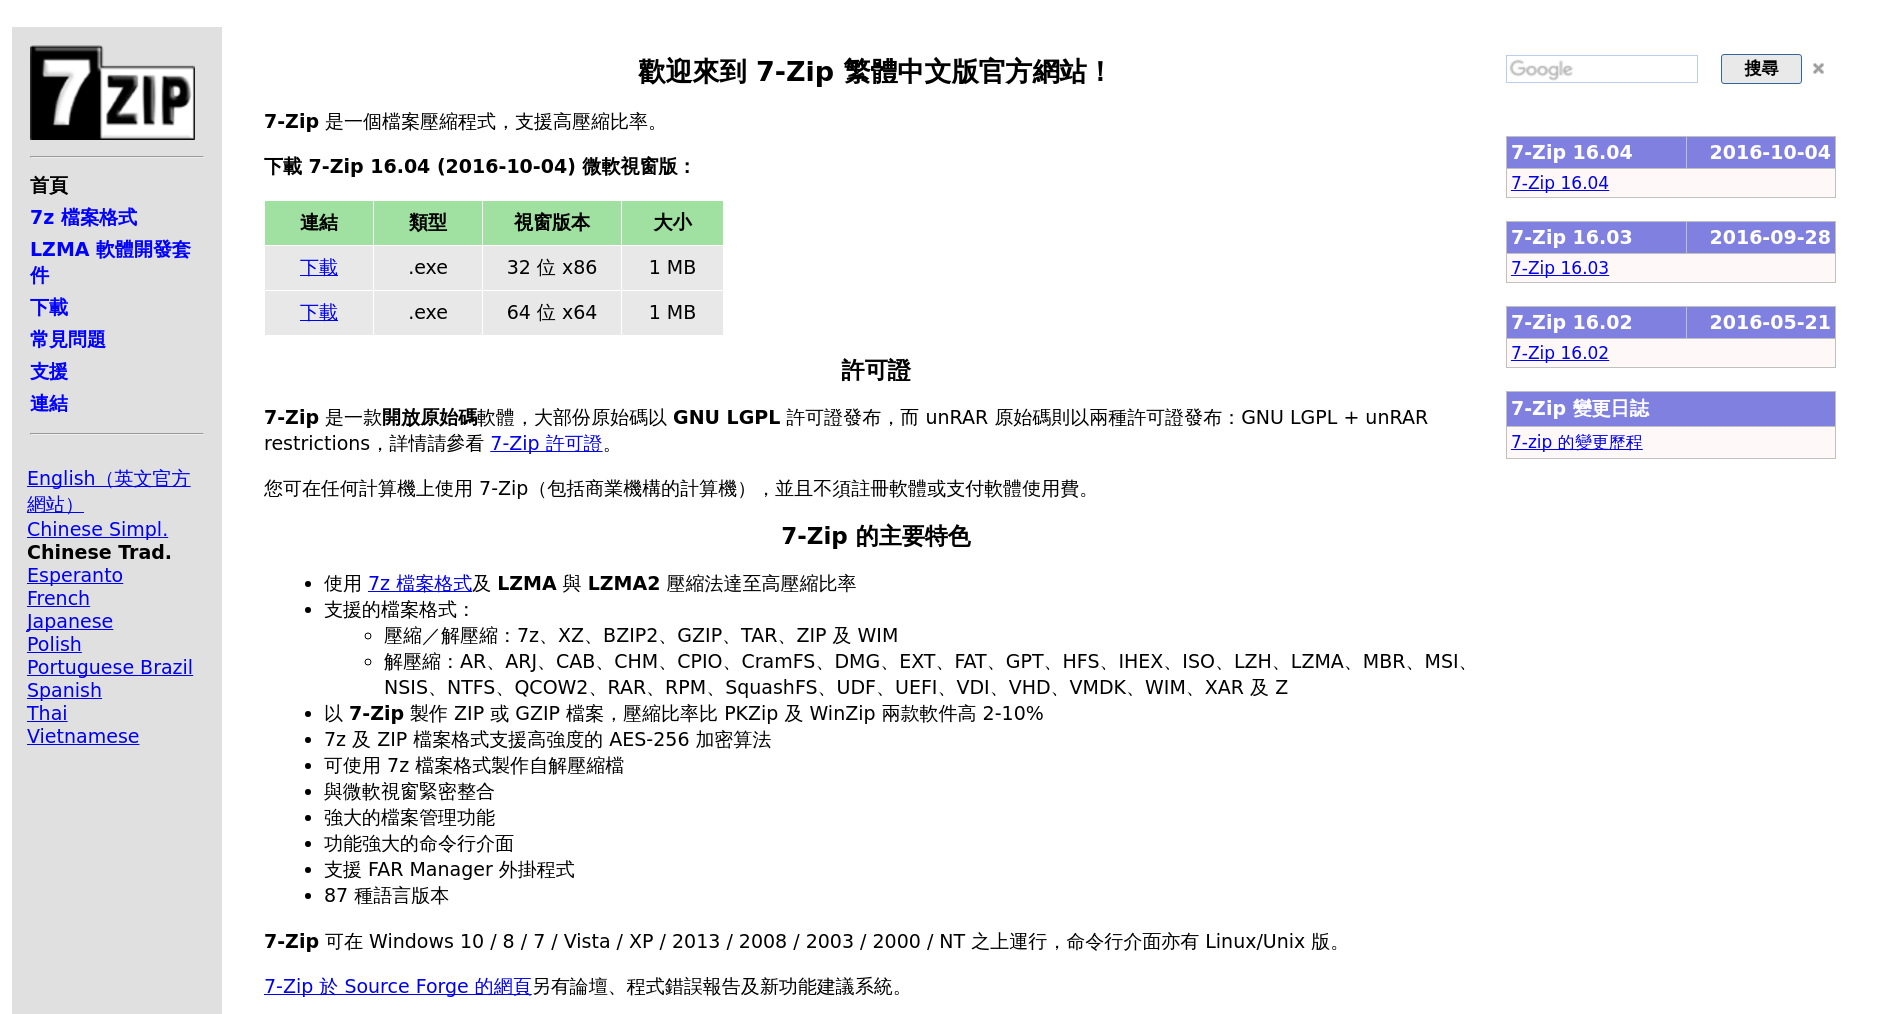 7ZIP
首頁
7z 檔案格式
LZMA 軟體開發套
件
下載
常見問題
支援
連結
English（英文官方
網站）
Chinese Simpl.
Chinese Trad.
Esperanto
French
Japanese
Polish
Portuguese Brazil
Spanish
Thai
Vietnamese
歡迎來到 7-Zip 繁體中文版官方網站！
7-Zip 是一個檔案壓縮程式，支援高壓縮比率。
下載 7-Zip 16.04 (2016-10-04) 微軟視窗版：
連結 類型 視窗版本 大小
下載 .exe 32 位 x86 1 MB
下載 .exe 64 位 x64 1 MB
許可證
7-Zip 是一款開放原始碼軟體，大部份原始碼以 GNU LGPL 許可證發布，而 unRAR 原始碼則以兩種許可證發布：GNU LGPL + unRAR
restrictions，詳情請參看 7-Zip 許可證。
您可在任何計算機上使用 7-Zip（包括商業機構的計算機），並且不須註冊軟體或支付軟體使用費。
7-Zip 的主要特色
• 使用 7z 檔案格式及 LZMA 與 LZMA2 壓縮法達至高壓縮比率
• 支援的檔案格式：
◦ 壓縮／解壓縮：7z、XZ、BZIP2、GZIP、TAR、ZIP 及 WIM
◦ 解壓縮：AR、ARJ、CAB、CHM、CPIO、CramFS、DMG、EXT、FAT、GPT、HFS、IHEX、ISO、LZH、LZMA、MBR、MSI、
NSIS、NTFS、QCOW2、RAR、RPM、SquashFS、UDF、UEFI、VDI、VHD、VMDK、WIM、XAR 及 Z
• 以 7-Zip 製作 ZIP 或 GZIP 檔案，壓縮比率比 PKZip 及 WinZip 兩款軟件高 2-10%
• 7z 及 ZIP 檔案格式支援高強度的 AES-256 加密算法
• 可使用 7z 檔案格式製作自解壓縮檔
• 與微軟視窗緊密整合
• 強大的檔案管理功能
• 功能強大的命令行介面
• 支援 FAR Manager 外掛程式
• 87 種語言版本
7-Zip 可在 Windows 10 / 8 / 7 / Vista / XP / 2013 / 2008 / 2003 / 2000 / NT 之上運行，命令行介面亦有 Linux/Unix 版。
7-Zip 於 Source Forge 的網頁另有論壇、程式錯誤報告及新功能建議系統。
Google 搜尋 ×
7-Zip 16.04 2016-10-04
7-Zip 16.04
7-Zip 16.03 2016-09-28
7-Zip 16.03
7-Zip 16.02 2016-05-21
7-Zip 16.02
7-Zip 變更日誌
7-zip 的變更歷程